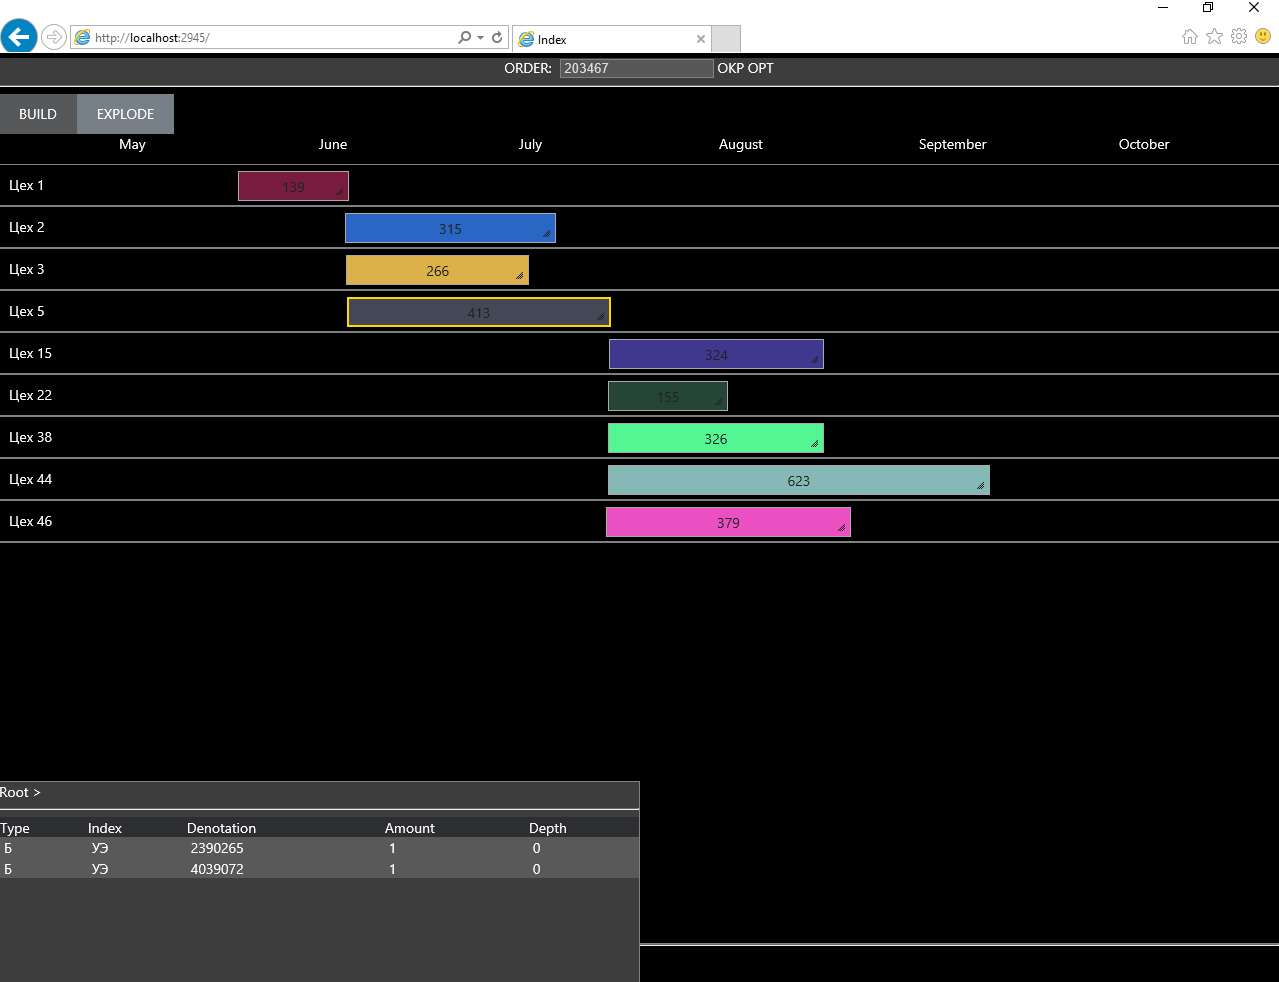 http://localhost:2945/
Index
ORDER: 203467 OKP OPT
BUILD EXPLODE
May June July August September October
Цех 1 139
Цех 2 315
Цех 3 266
Цех 5 413
Цех 15 324
Цех 22 155
Цех 38 326
Цех 44 623
Цех 46 379
Root >
Type Index Denotation Amount Depth
Б УЭ 2390265 1 0
Б УЭ 4039072 1 0